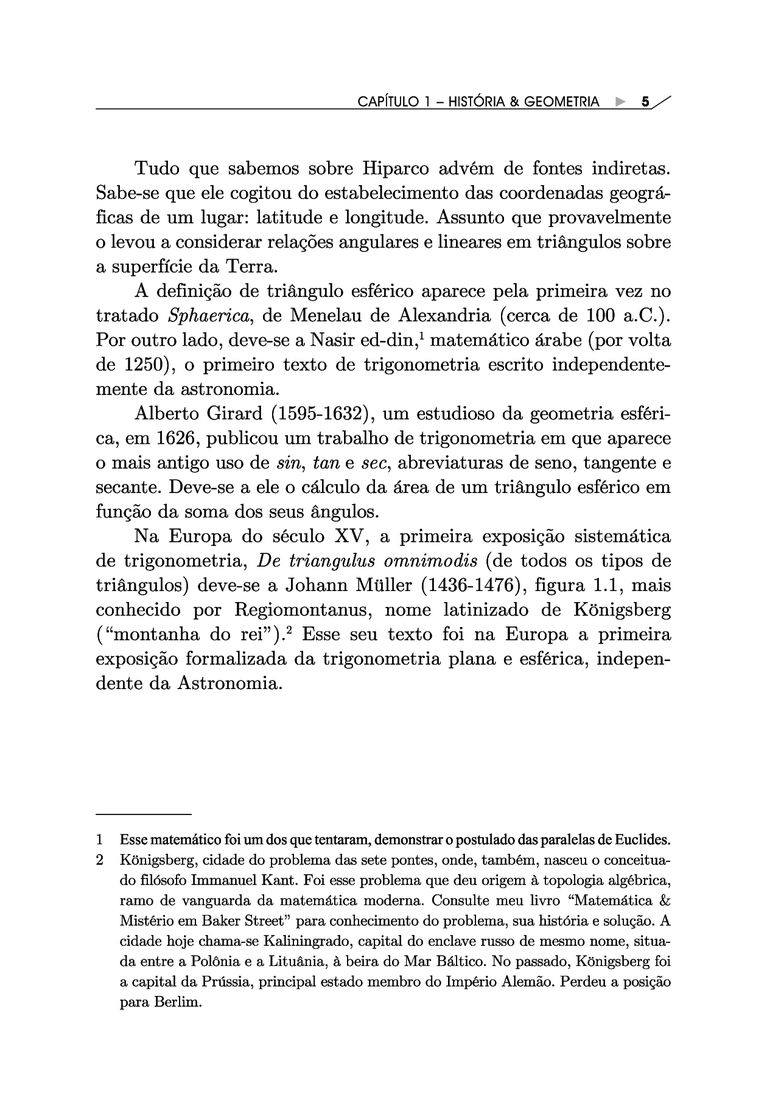 CAPÍTULO 1 – HISTÓRIA & GEOMETRIA ► 5
Tudo que sabemos sobre Hiparco advém de fontes indiretas.
Sabe-se que ele cogitou do estabelecimento das coordenadas geográ-
ficas de um lugar: latitude e longitude. Assunto que provavelmente
o levou a considerar relações angulares e lineares em triângulos sobre
a superfície da Terra.
A definição de triângulo esférico aparece pela primeira vez no
tratado Sphaerica, de Menelau de Alexandria (cerca de 100 a.C.).
Por outro lado, deve-se a Nasir ed-din,¹ matemático árabe (por volta
de 1250), o primeiro texto de trigonometria escrito independente-
mente da astronomia.
Alberto Girard (1595-1632), um estudioso da geometria esféri-
ca, em 1626, publicou um trabalho de trigonometria em que aparece
o mais antigo uso de sin, tan e sec, abreviaturas de seno, tangente e
secante. Deve-se a ele o cálculo da área de um triângulo esférico em
função da soma dos seus ângulos.
Na Europa do século XV, a primeira exposição sistemática
de trigonometria, De triangulus omnimodis (de todos os tipos de
triângulos) deve-se a Johann Müller (1436-1476), figura 1.1, mais
conhecido por Regiomontanus, nome latinizado de Königsberg
(“montanha do rei”).² Esse seu texto foi na Europa a primeira
exposição formalizada da trigonometria plana e esférica, indepen-
dente da Astronomia.
1 Esse matemático foi um dos que tentaram, demonstrar o postulado das paralelas de Euclides.
2 Königsberg, cidade do problema das sete pontes, onde, também, nasceu o conceitua-
do filósofo Immanuel Kant. Foi esse problema que deu origem à topologia algébrica,
ramo de vanguarda da matemática moderna. Consulte meu livro “Matemática &
Mistério em Baker Street” para conhecimento do problema, sua história e solução. A
cidade hoje chama-se Kaliningrado, capital do enclave russo de mesmo nome, situa-
da entre a Polônia e a Lituânia, à beira do Mar Báltico. No passado, Königsberg foi
a capital da Prússia, principal estado membro do Império Alemão. Perdeu a posição
para Berlim.